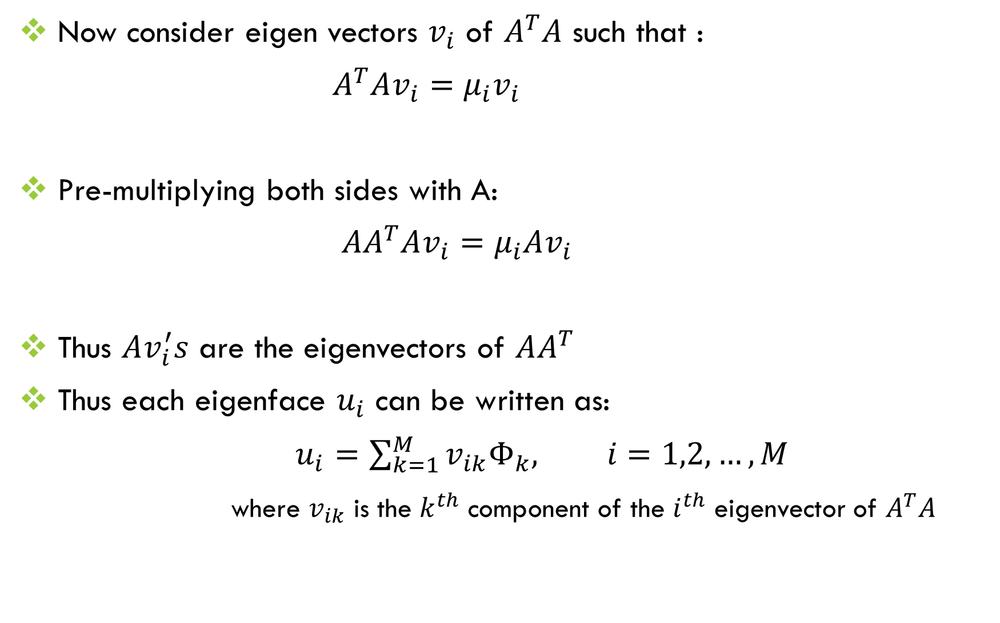 ❖ Now consider eigen vectors $v_i$ of $A^T A$ such that :
$A^T A v_i = \mu_i v_i$
❖ Pre-multiplying both sides with A:
$A A^T A v_i = \mu_i A v_i$
❖ Thus $A v_i' s$ are the eigenvectors of $A A^T$
❖ Thus each eigenface $u_i$ can be written as:
$u_i = \sum_{k=1}^{M} v_{ik} \Phi_k, \quad i = 1,2, \ldots , M$
where $v_{ik}$ is the $k^{th}$ component of the $i^{th}$ eigenvector of $A^T A$